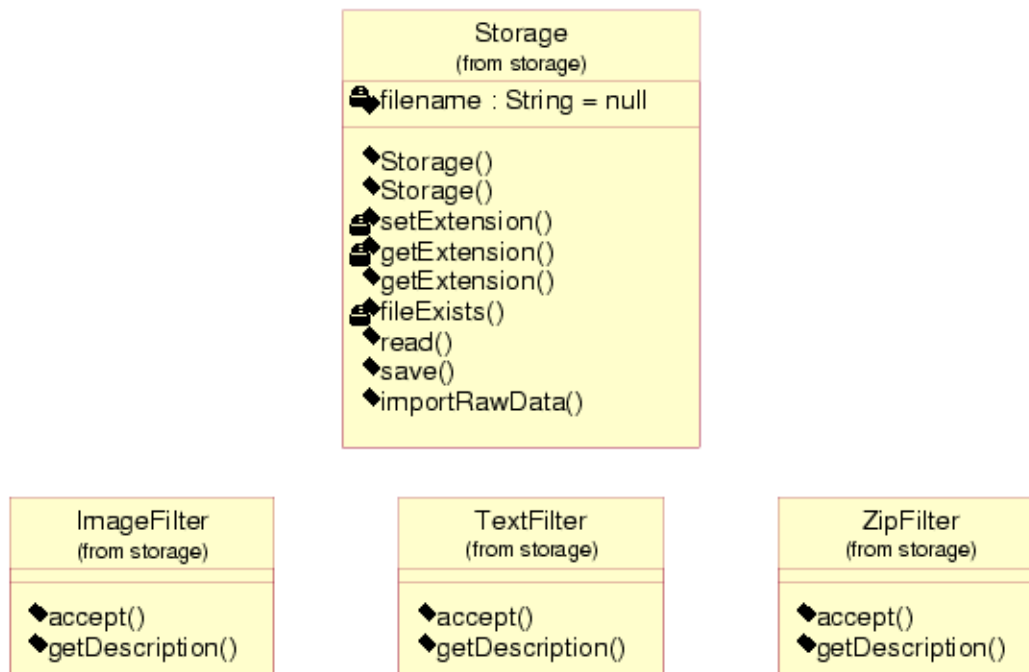 Storage
(from storage)
filename : String = null
Storage()
Storage()
setExtension()
getExtension()
getExtension()
fileExists()
read()
save()
importRawData()
ImageFilter
(from storage)
accept()
getDescription()
TextFilter
(from storage)
accept()
getDescription()
ZipFilter
(from storage)
accept()
getDescription()